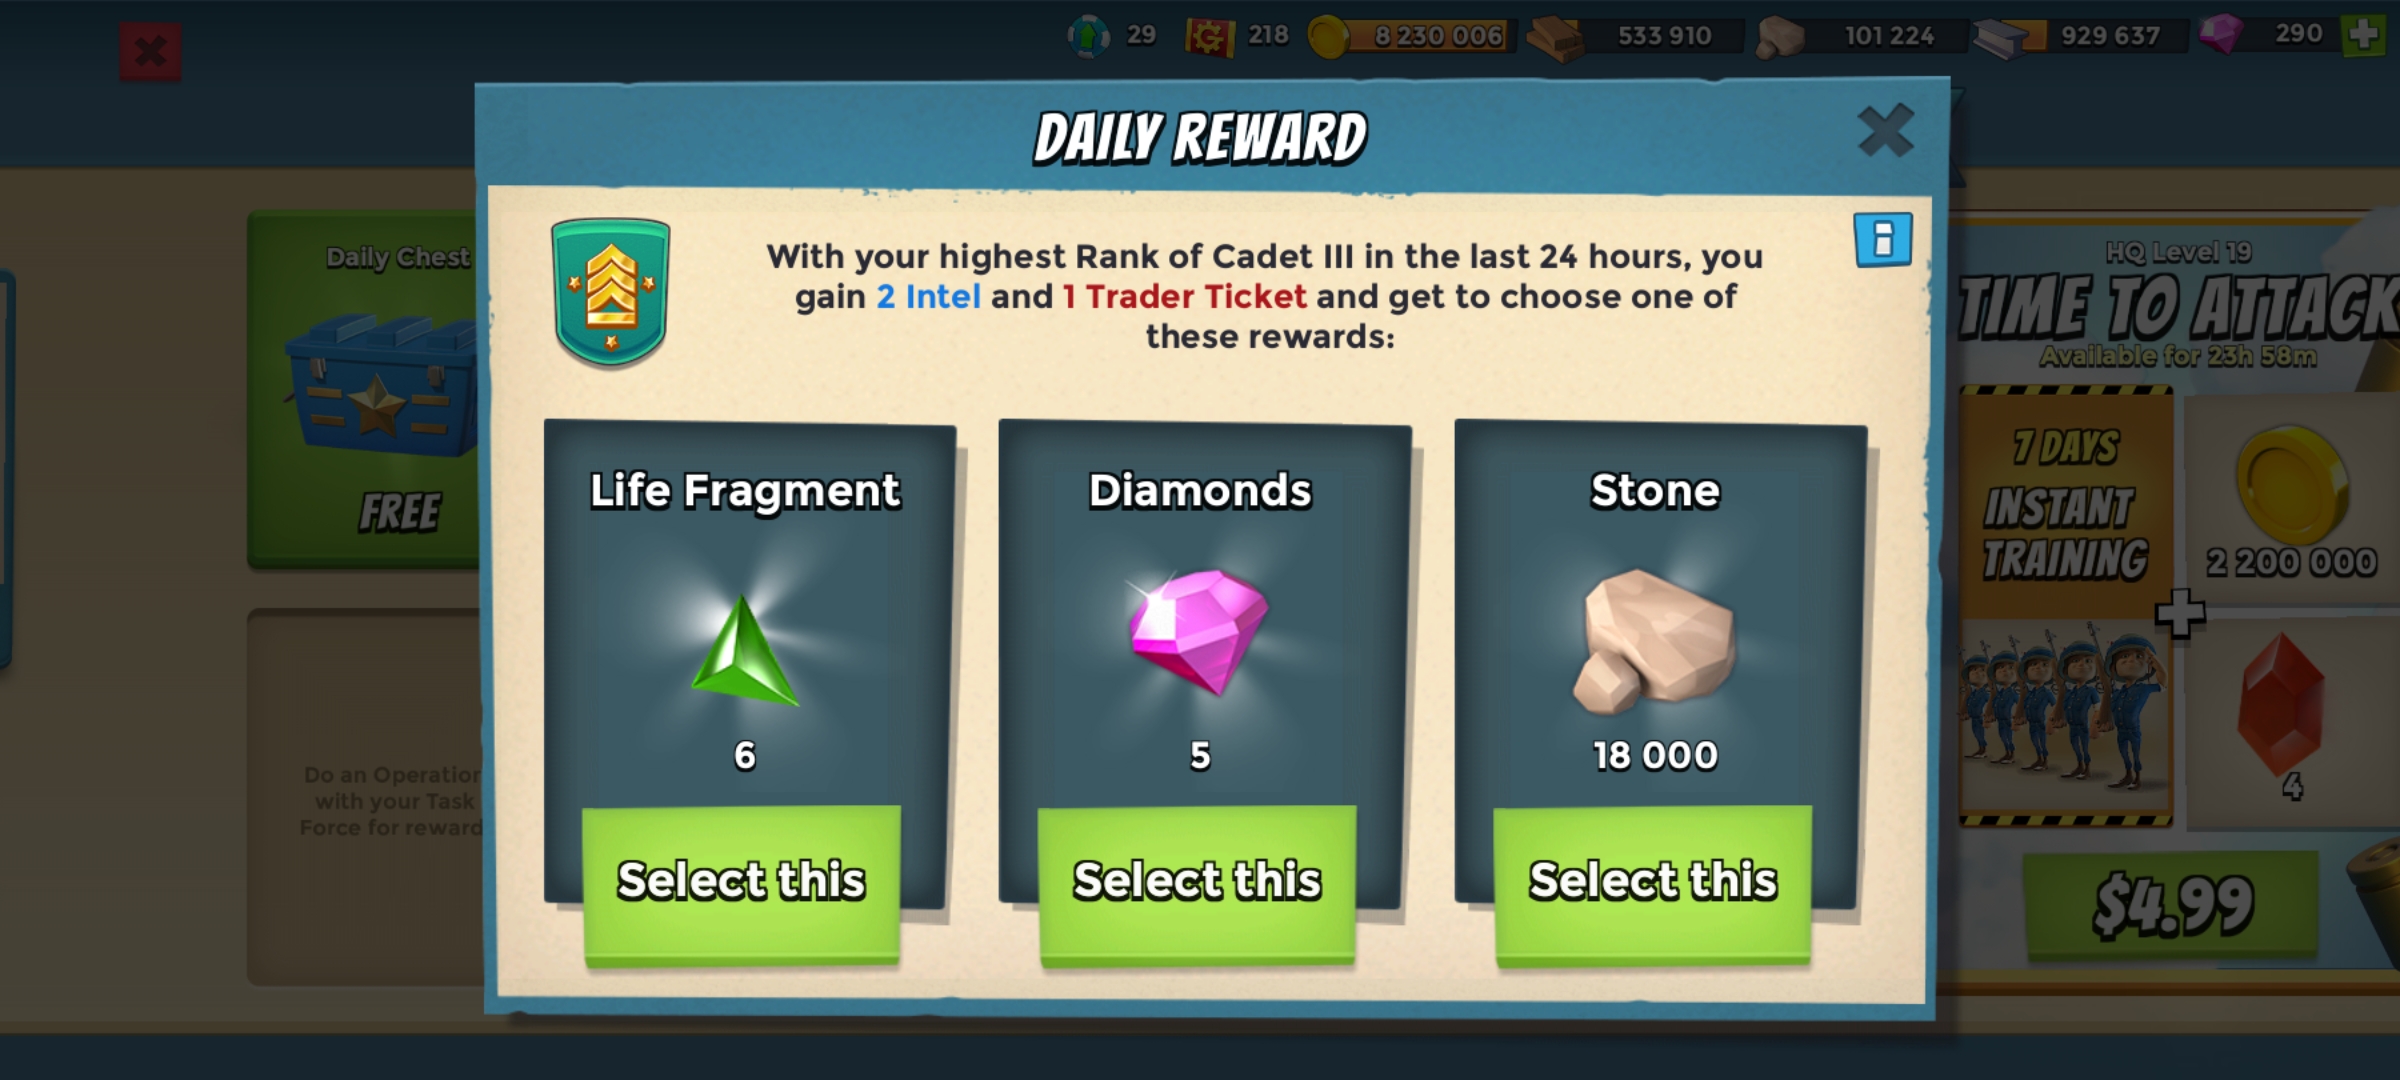 29
218
8 230 006
533 910
101 224
929 637
290
DAILY REWARD
With your highest Rank of Cadet III in the last 24 hours, you
gain 2 Intel and 1 Trader Ticket and get to choose one of
these rewards:
Life Fragment
6
Select this
Diamonds
5
Select this
Stone
18 000
Select this
Daily Chest
FREE
Do an Operation
with your Task
Force for reward
HQ Level 19
TIME TO ATTACK
Available for 23h 58m
7 DAYS
INSTANT
TRAINING
2 200 000
4
$4.99